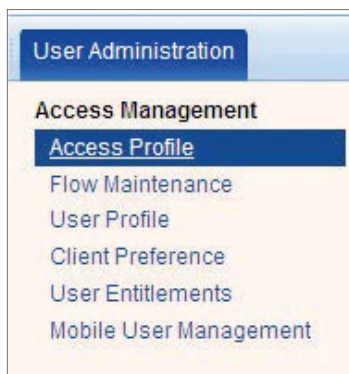 User Administration
Access Management
Access Profile
Flow Maintenance
User Profile
Client Preference
User Entitlements
Mobile User Management